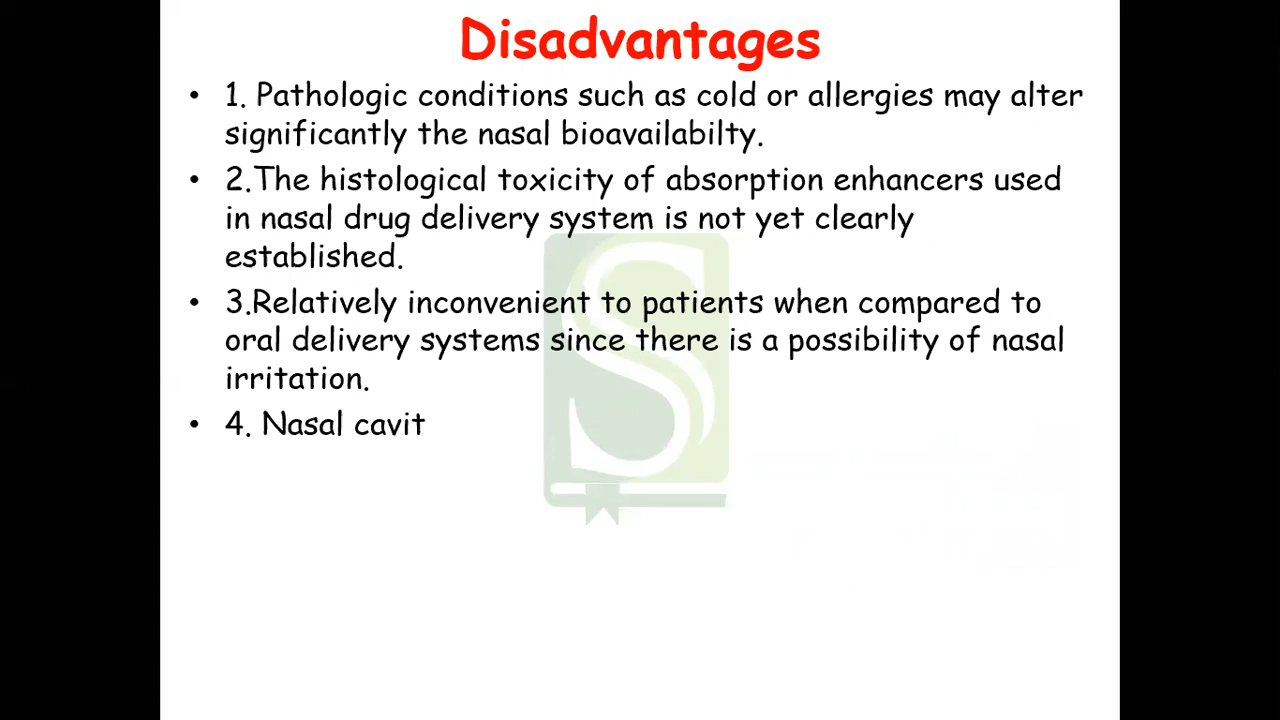 Disadvantages
• 1. Pathologic conditions such as cold or allergies may alter
significantly the nasal bioavailabilty.
• 2.The histological toxicity of absorption enhancers used
in nasal drug delivery system is not yet clearly
established.
• 3.Relatively inconvenient to patients when compared to
oral delivery systems since there is a possibility of nasal
irritation.
• 4. Nasal cavit